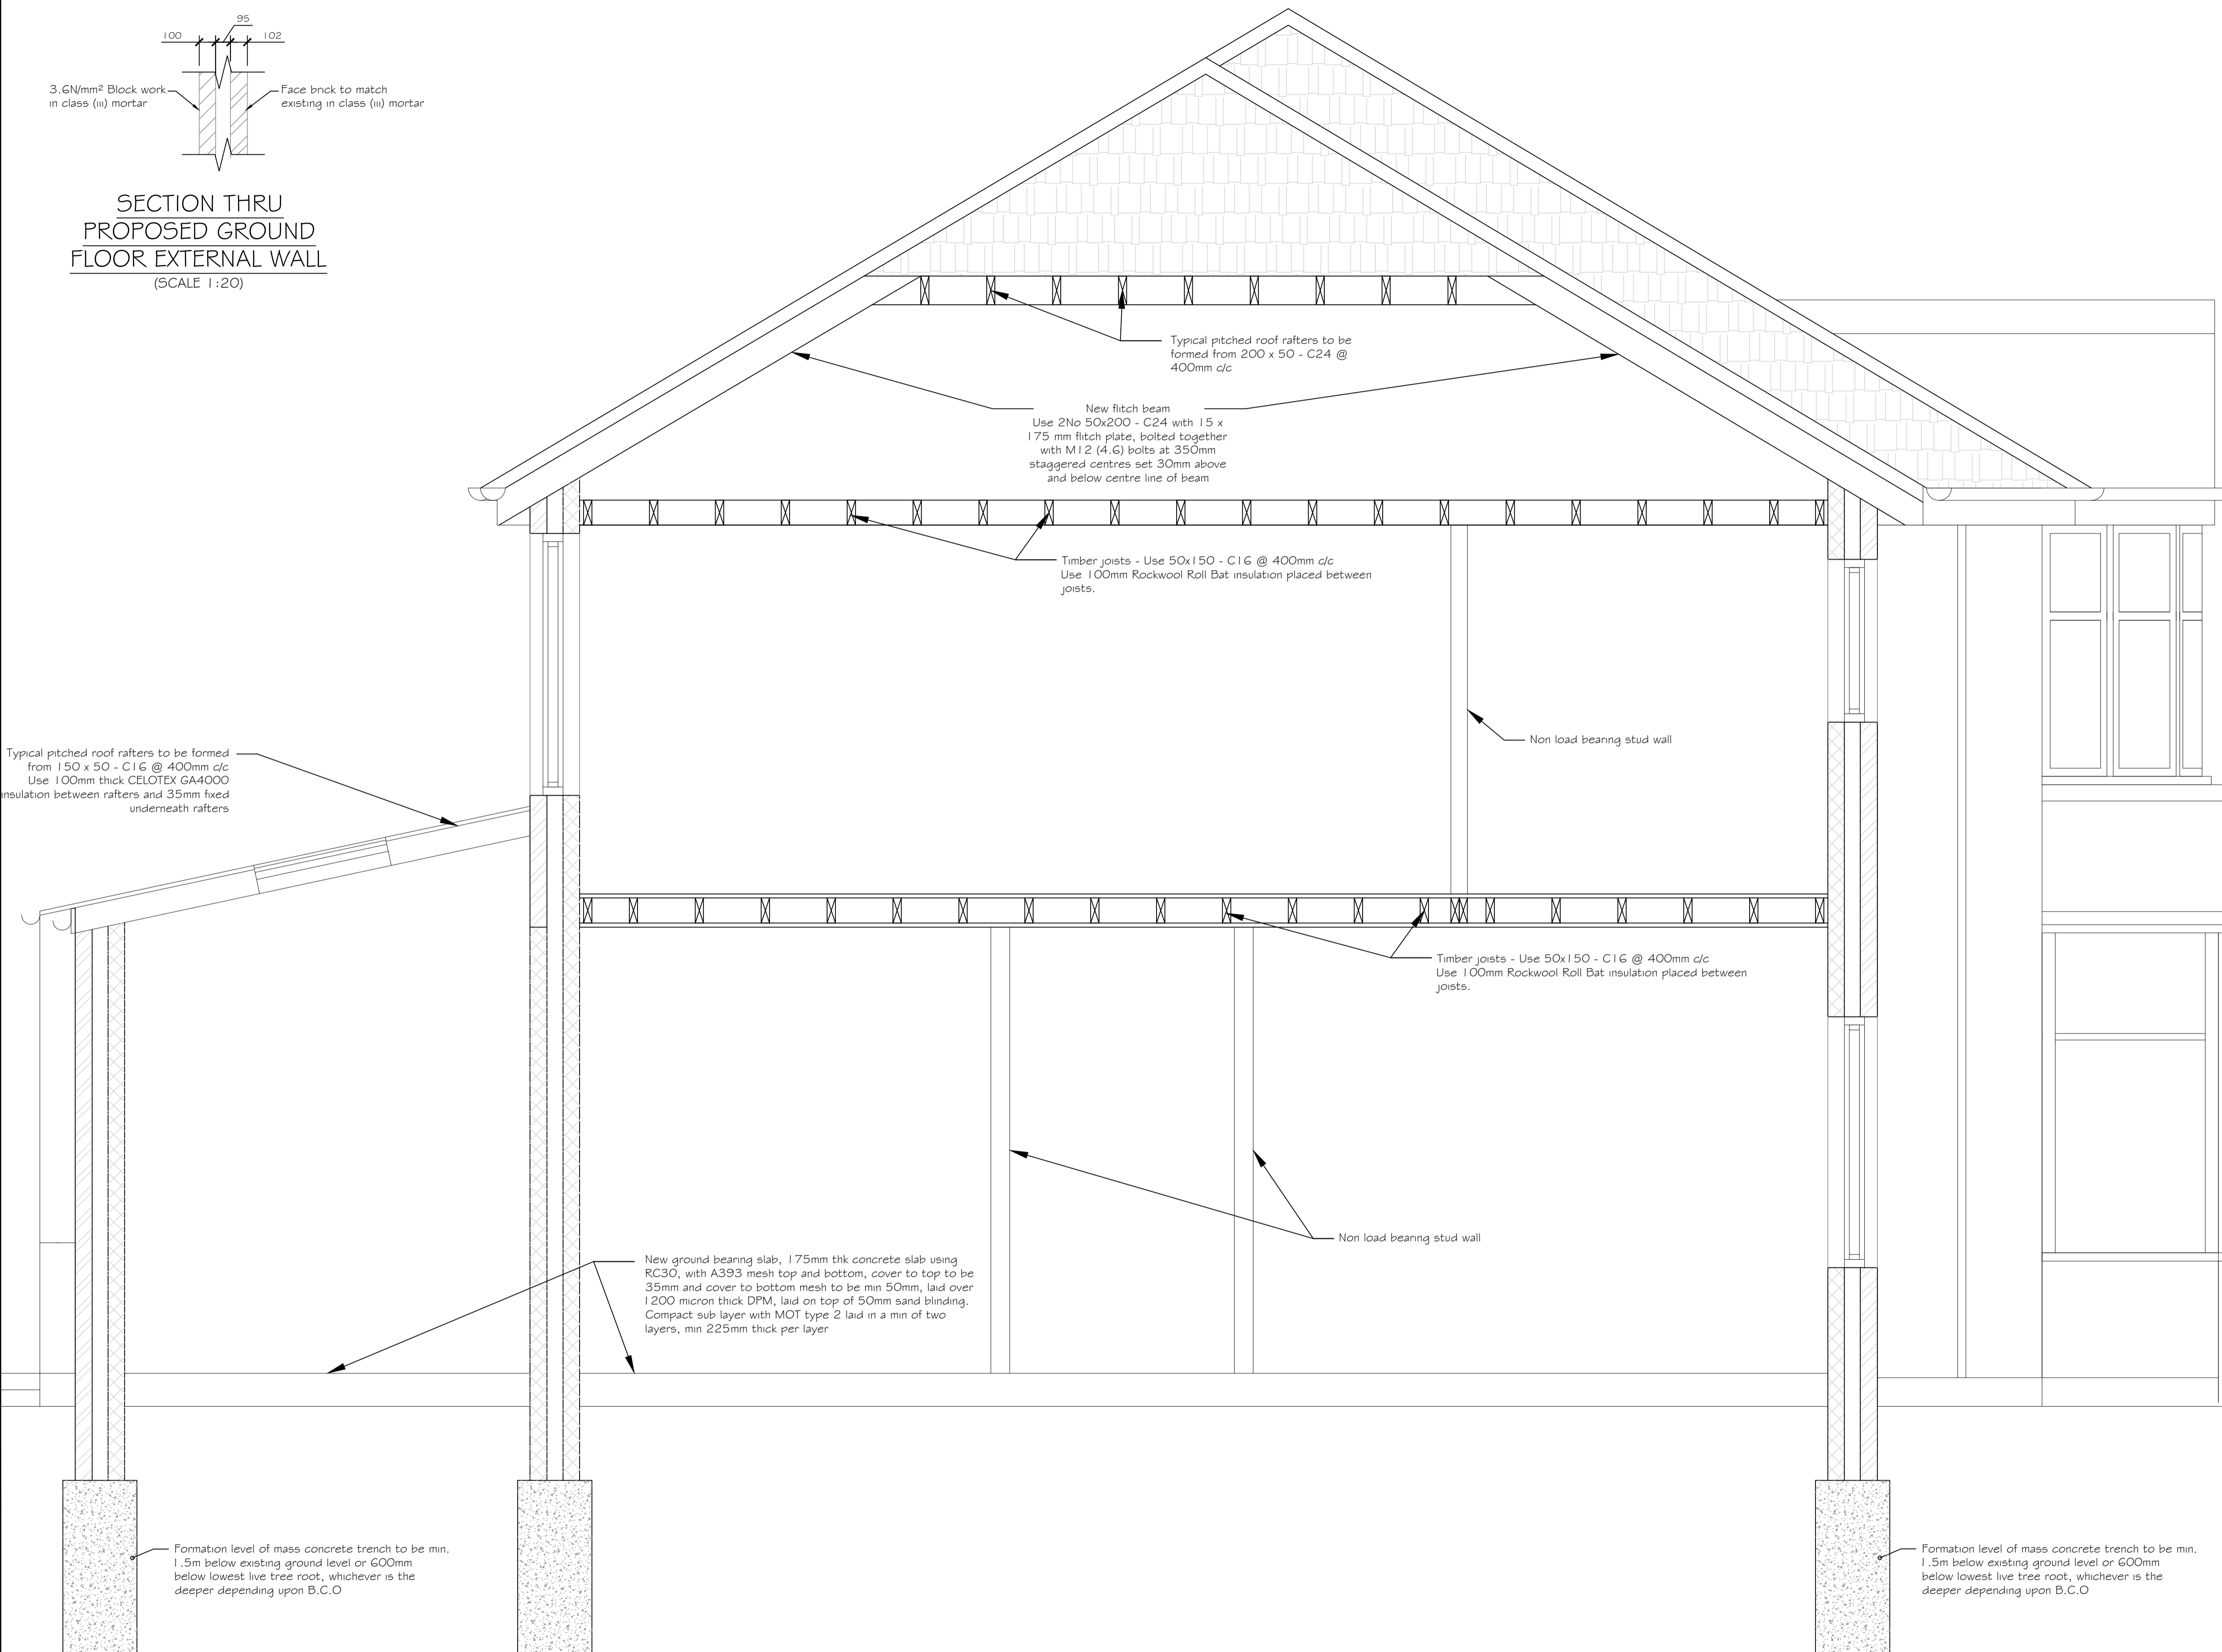 95
100
102
3.6N/mm² Block work
in class (iii) mortar
Face brick to match
existing in class (iii) mortar
SECTION THRU
PROPOSED GROUND
FLOOR EXTERNAL WALL
(SCALE 1:20)
Typical pitched roof rafters to be
formed from 200 x 50 - C24 @
400mm c/c
New flitch beam
Use 2No 50x200 - C24 with 15 x
175 mm flitch plate, bolted together
with M12 (4.6) bolts at 350mm
staggered centres set 30mm above
and below centre line of beam
Timber joists - Use 50x150 - C16 @ 400mm c/c
Use 100mm Rockwool Roll Bat insulation placed between
joists.
Non load bearing stud wall
Typical pitched roof rafters to be formed
from 150 x 50 - C16 @ 400mm c/c
Use 100mm thick CELOTEX GA4000
insulation between rafters and 35mm fixed
underneath rafters
Timber joists - Use 50x150 - C16 @ 400mm c/c
Use 100mm Rockwool Roll Bat insulation placed between
joists.
Non load bearing stud wall
New ground bearing slab, 175mm thk concrete slab using
RC30, with A393 mesh top and bottom, cover to top to be
35mm and cover to bottom mesh to be min 50mm, laid over
1200 micron thick DPM, laid on top of 50mm sand blinding.
Compact sub layer with MOT type 2 laid in a min of two
layers, min 225mm thick per layer
Formation level of mass concrete trench to be min.
1.5m below existing ground level or 600mm
below lowest live tree root, whichever is the
deeper depending upon B.C.O
Formation level of mass concrete trench to be min.
1.5m below existing ground level or 600mm
below lowest live tree root, whichever is the
deeper depending upon B.C.O